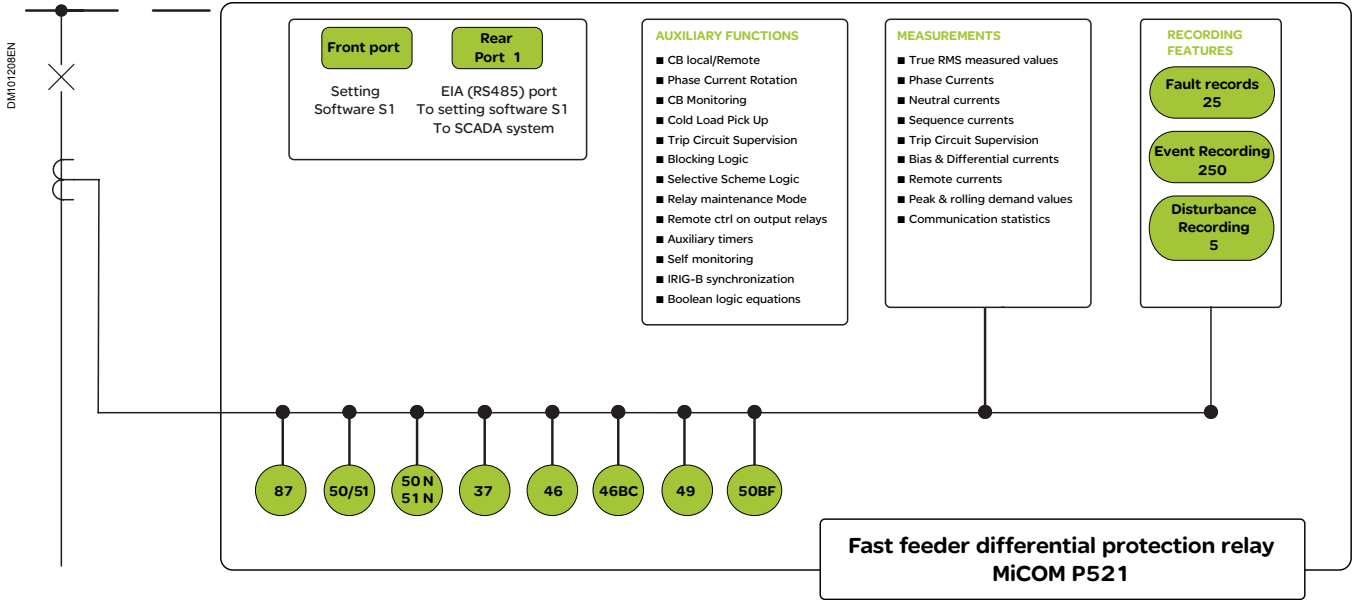 DM101208EN
Front port
Rear
Port 1
Setting
Software S1
EIA (RS485) port
To setting software S1
To SCADA system
AUXILIARY FUNCTIONS
■ CB local/Remote
■ Phase Current Rotation
■ CB Monitoring
■ Cold Load Pick Up
■ Trip Circuit Supervision
■ Blocking Logic
■ Selective Scheme Logic
■ Relay maintenance Mode
■ Remote ctrl on output relays
■ Auxiliary timers
■ Self monitoring
■ IRIG-B synchronization
■ Boolean logic equations
MEASUREMENTS
■ True RMS measured values
■ Phase Currents
■ Neutral currents
■ Sequence currents
■ Trip Circuit Supervision
■ Bias & Differential currents
■ Remote currents
■ Peak & rolling demand values
■ Communication statistics
RECORDING
FEATURES
Fault records
25
Event Recording
250
Disturbance
Recording
5
87
50/51
50 N
51 N
37
46
46BC
49
50BF
Fast feeder differential protection relay
MiCOM P521